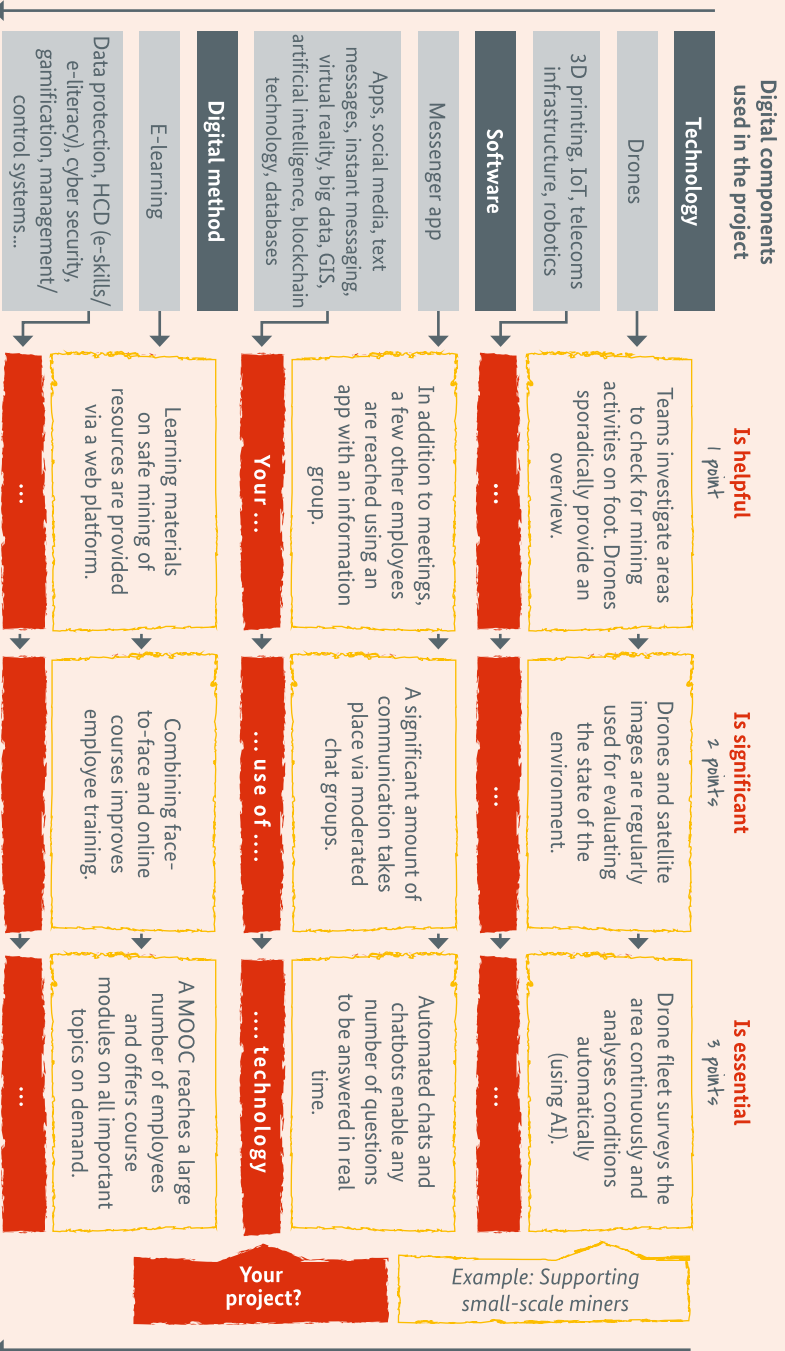 Digital components
used in the project
Is helpful
1 point
Is significant
2 points
Is essential
3 points
Technology
Drones
Teams investigate areas
to check for mining
activities on foot. Drones
sporadically provide an
overview.
Drones and satellite
images are regularly
used for evaluating
the state of the
environment.
Drone fleet surveys the
area continuously and
analyses conditions
automatically
(using AI).
3D printing, IoT, telecoms
infrastructure, robotics
...
...
...
Software
Messenger app
In addition to meetings,
a few other employees
are reached using an
app with an information
group.
A significant amount of
communication takes
place via moderated
chat groups.
Automated chats and
chatbots enable any
number of questions
to be answered in real
time.
Apps, social media, text
messages, instant messaging,
virtual reality, big data, GIS,
artificial intelligence, blockchain
technology, databases
Your ...
... use of ....
.... technology
Digital method
E-learning
Learning materials
on safe mining of
resources are provided
via a web platform.
Combining face-
to-face and online
courses improves
employee training.
A MOOC reaches a large
number of employees
and offers course
modules on all important
topics on demand.
Data protection, HCD (e-skills/
e-literacy), cyber security,
gamification, management/
control systems...
...
...
Example: Supporting
small-scale miners
Your
project?